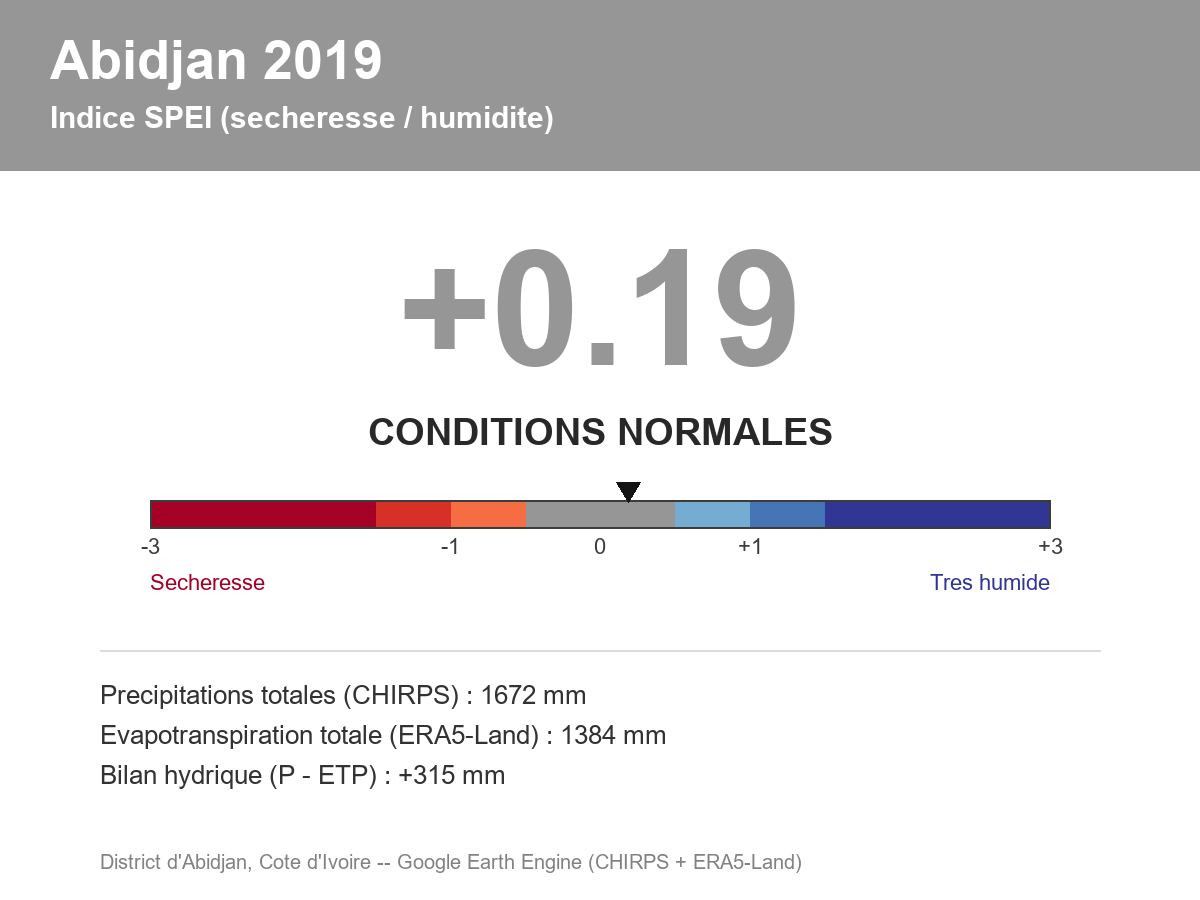 Abidjan 2019
Indice SPEI (secheresse / humidite)
+0.19
CONDITIONS NORMALES
-3 -1 0 +1 +3
Secheresse Tres humide
Precipitations totales (CHIRPS) : 1672 mm
Evapotranspiration totale (ERA5-Land) : 1384 mm
Bilan hydrique (P - ETP) : +315 mm
District d'Abidjan, Cote d'Ivoire -- Google Earth Engine (CHIRPS + ERA5-Land)